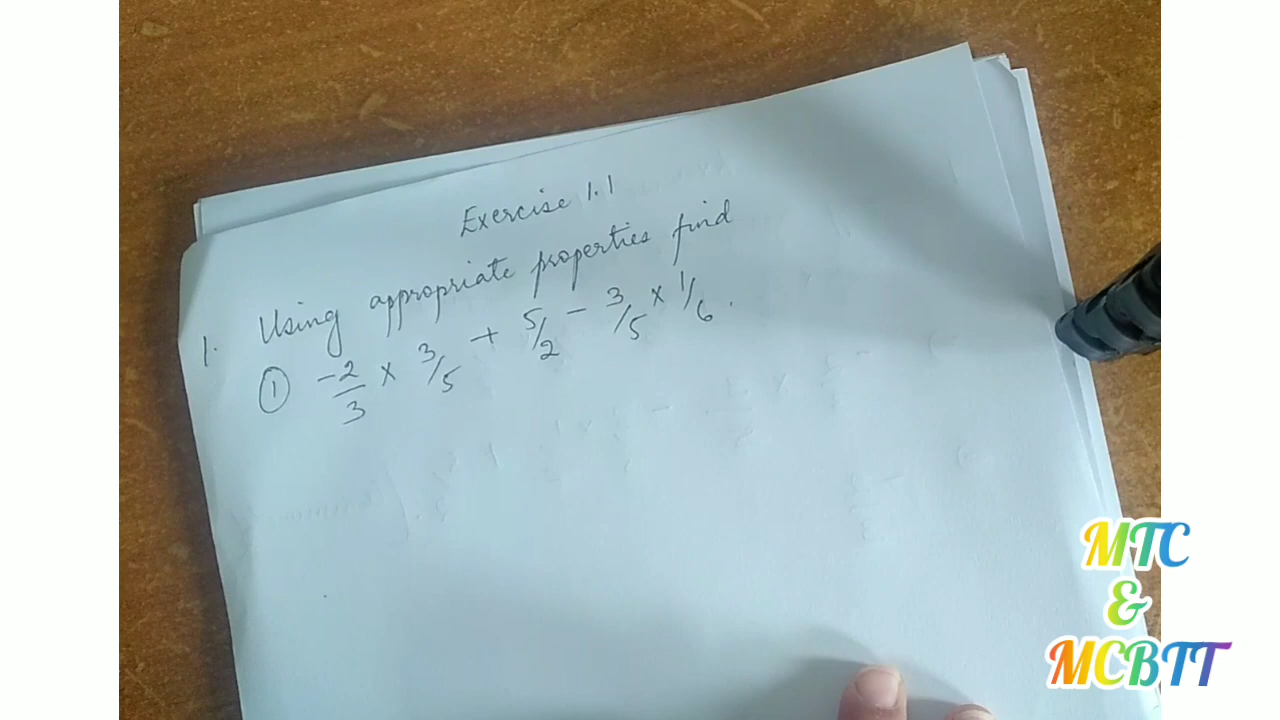 Exercise 1.1
1. Using appropriate properties find
① -2/3 × 3/5 + 5/2 - 3/5 × 1/6.
MTC
&
MCBTT